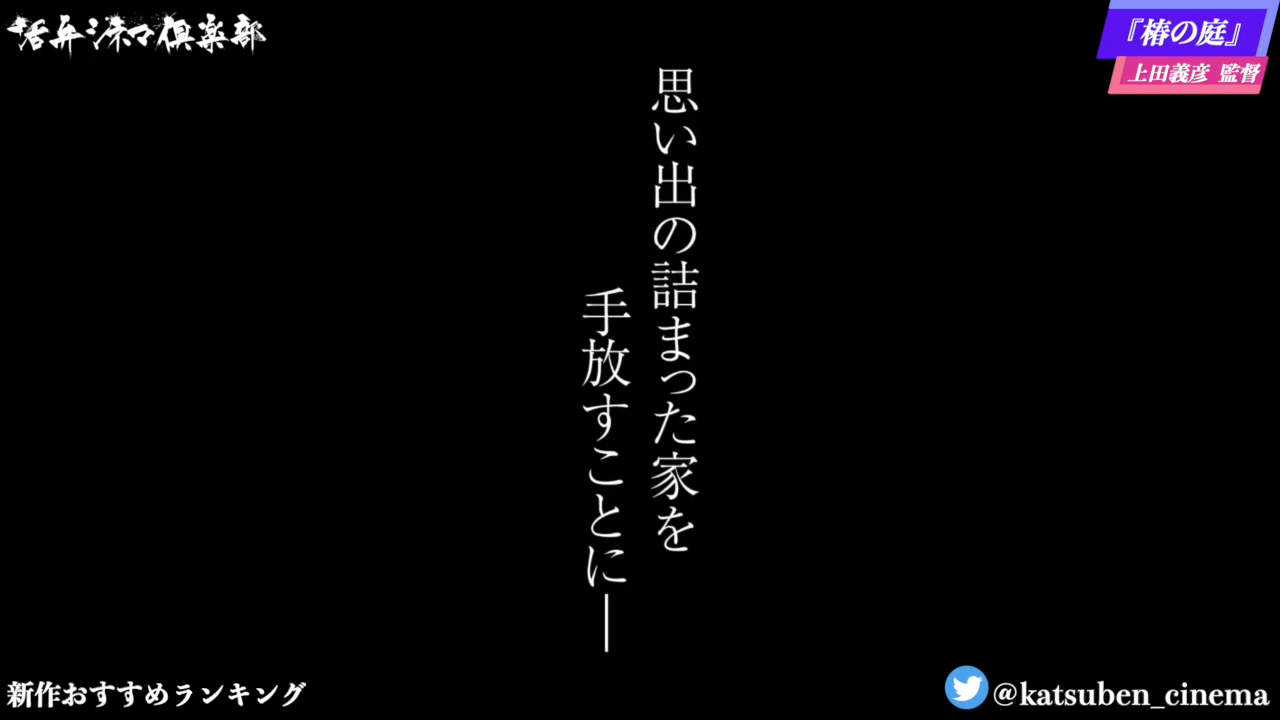 活弁シネマ倶楽部
『椿の庭』
上田義彦 監督
思い出の詰まった家を
手放すことに―
新作おすすめランキング
@katsuben_cinema